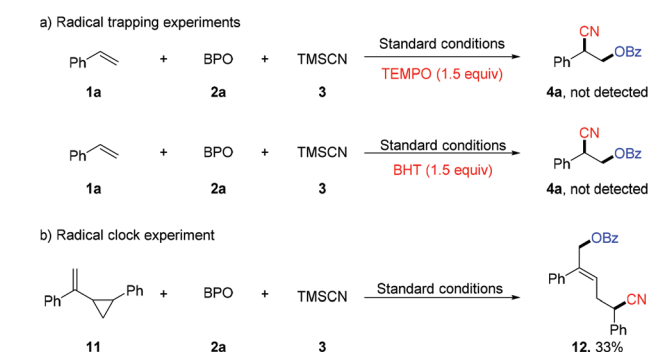 a) Radical trapping experiments
CN
Ph + BPO + TMSCN Standard conditions Ph OBz
TEMPO (1.5 equiv)
1a 2a 3 4a, not detected
CN
Ph + BPO + TMSCN Standard conditions Ph OBz
BHT (1.5 equiv)
1a 2a 3 4a, not detected
b) Radical clock experiment
OBz
Ph Ph + BPO + TMSCN Standard conditions Ph CN
Ph
11 2a 3 12, 33%